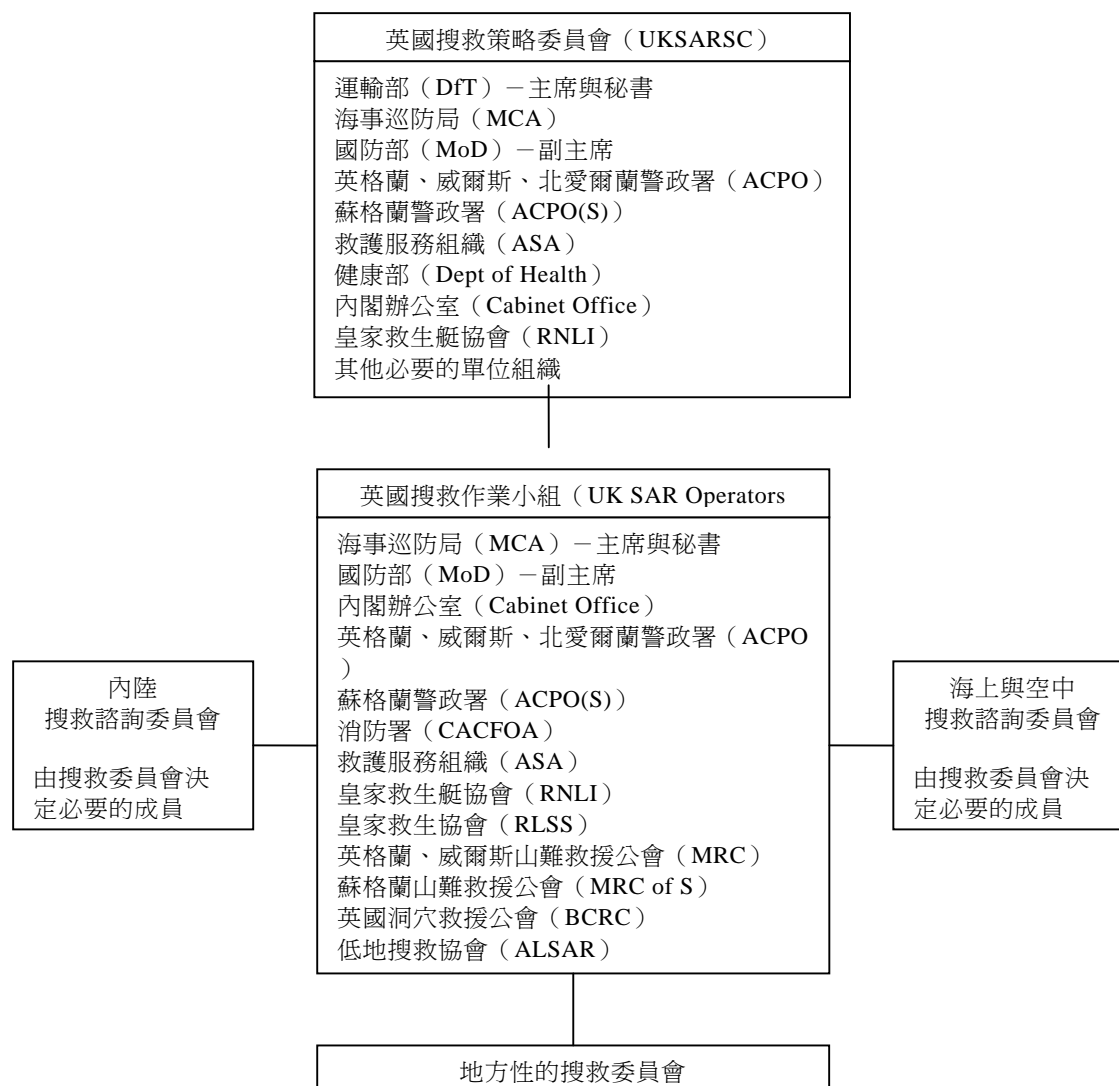 英國搜救策略委員會（UKSARSC）
運輸部（DfT）－主席與秘書
海事巡防局（MCA）
國防部（MoD）－副主席
英格蘭、威爾斯、北愛爾蘭警政署（ACPO）
蘇格蘭警政署（ACPO(S)）
救護服務組織（ASA）
健康部（Dept of Health）
內閣辦公室（Cabinet Office）
皇家救生艇協會（RNLI）
其他必要的單位組織
英國搜救作業小組（UK SAR Operators
海事巡防局（MCA）－主席與秘書
國防部（MoD）－副主席
內閣辦公室（Cabinet Office）
英格蘭、威爾斯、北愛爾蘭警政署（ACPO
）
蘇格蘭警政署（ACPO(S)）
消防署（CACFOA）
救護服務組織（ASA）
皇家救生艇協會（RNLI）
皇家救生協會（RLSS）
英格蘭、威爾斯山難救援公會（MRC）
蘇格蘭山難救援公會（MRC of S）
英國洞穴救援公會（BCRC）
低地搜救協會（ALSAR）
內陸
搜救諮詢委員會
由搜救委員會決
定必要的成員
海上與空中
搜救諮詢委員會
由搜救委員會決
定必要的成員
地方性的搜救委員會